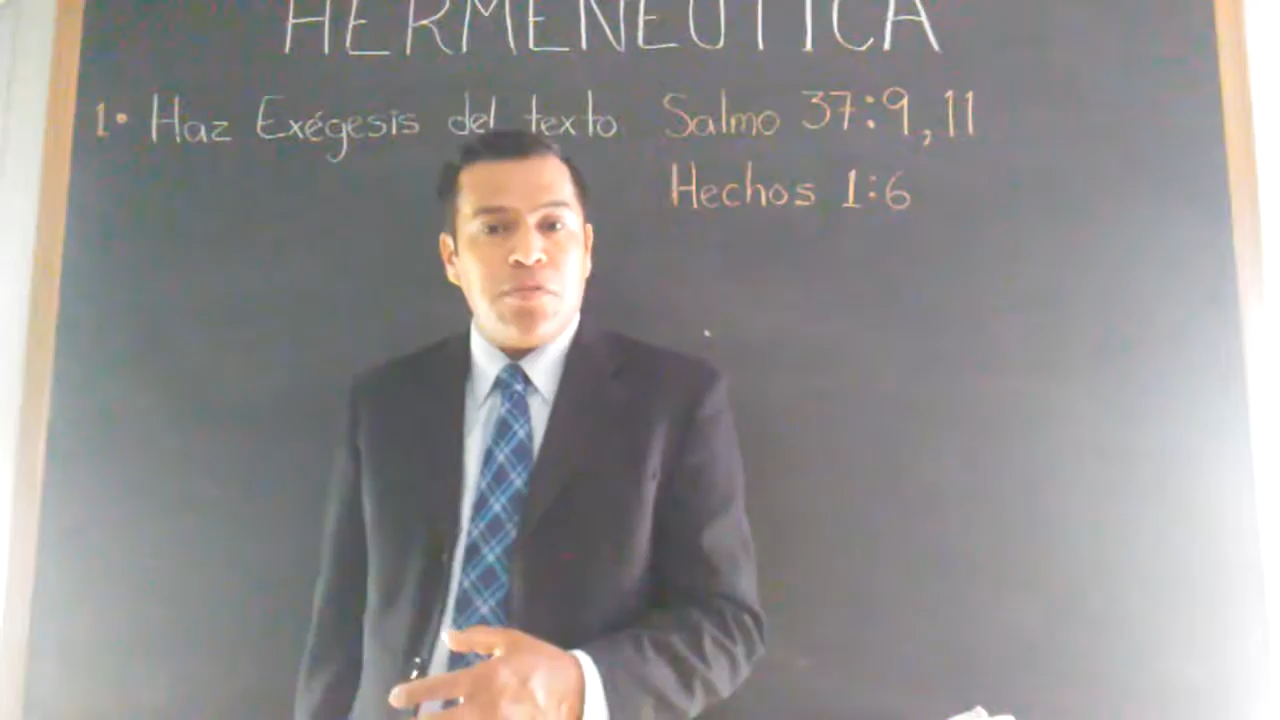 HERMENEUTICA
1• Haz Exégesis del texto Salmo 37:9, 11
Hechos 1:6